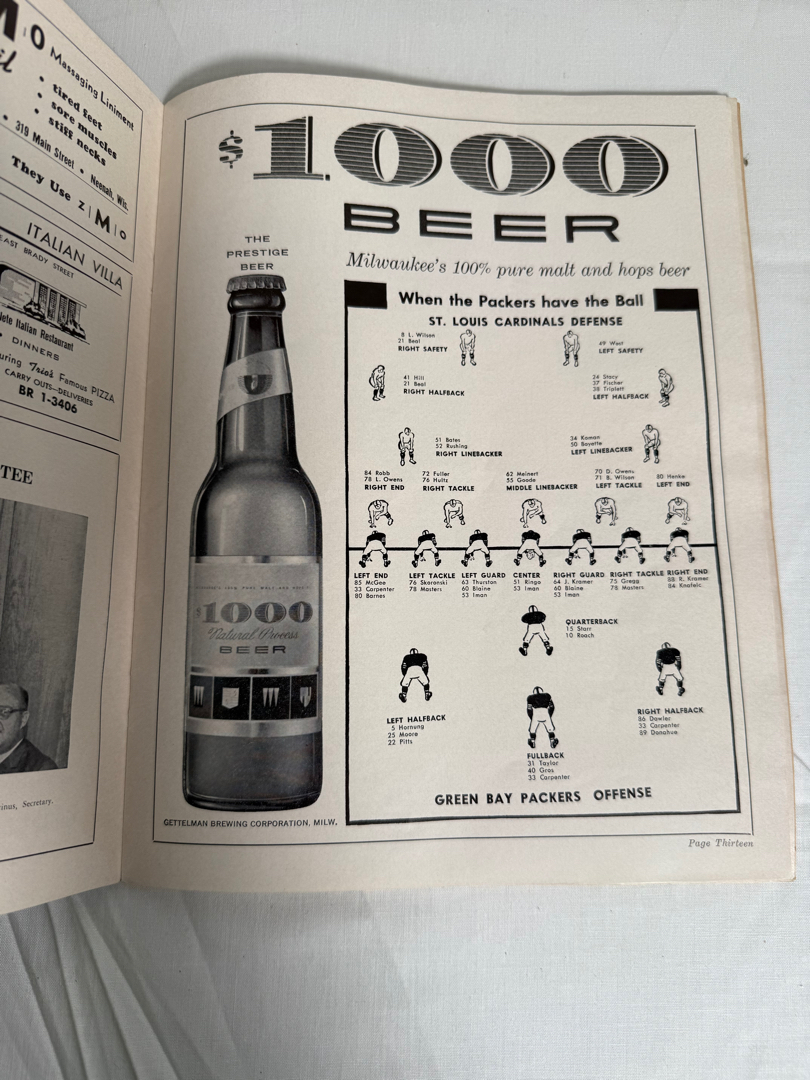 M|O
Massaging Liniment
• tired feet
• sore muscles
• stiff necks
• 319 Main Street • Neenah, Wis.
They Use Z|M|O
ITALIAN VILLA
EAST BRADY STREET
Italian Restaurant
DINNERS
Trio's Famous PIZZA
CARRY OUTS—DELIVERIES
BR 1-3406
TEE
Secretary.
$1,000
BEER
THE
PRESTIGE
BEER
Milwaukee's 100% pure malt and hops beer
$1000
Natural Process
BEER
GETTELMAN BREWING CORPORATION, MILW.
When the Packers have the Ball
ST. LOUIS CARDINALS DEFENSE
8 L. Wilson
21 Beal
RIGHT SAFETY
49 West
LEFT SAFETY
41 Hill
21 Beal
RIGHT HALFBACK
24 Stacy
37 Fischer
38 Triplett
LEFT HALFBACK
51 Bates
52 Rushing
RIGHT LINEBACKER
34 Koman
50 Bayette
LEFT LINEBACKER
84 Robb
78 L. Owens
RIGHT END
72 Fuller
76 Hultz
RIGHT TACKLE
62 Meinert
55 Goode
MIDDLE LINEBACKER
70 D. Owens
71 B. Wilson
LEFT TACKLE
80 Henke
LEFT END
LEFT END
85 McGee
33 Carpenter
80 Barnes
LEFT TACKLE
76 Skoronski
78 Masters
LEFT GUARD
63 Thurston
60 Blaine
53 Iman
CENTER
51 Ringo
53 Iman
RIGHT GUARD
64 J. Kramer
60 Blaine
53 Iman
RIGHT TACKLE
75 Gregg
78 Masters
RIGHT END
88 R. Kramer
84 Knafelc
QUARTERBACK
15 Starr
10 Roach
LEFT HALFBACK
5 Hornung
25 Moore
22 Pitts
RIGHT HALFBACK
86 Dowler
33 Carpenter
89 Donohue
FULLBACK
31 Taylor
40 Gros
33 Carpenter
GREEN BAY PACKERS OFFENSE
Page Thirteen